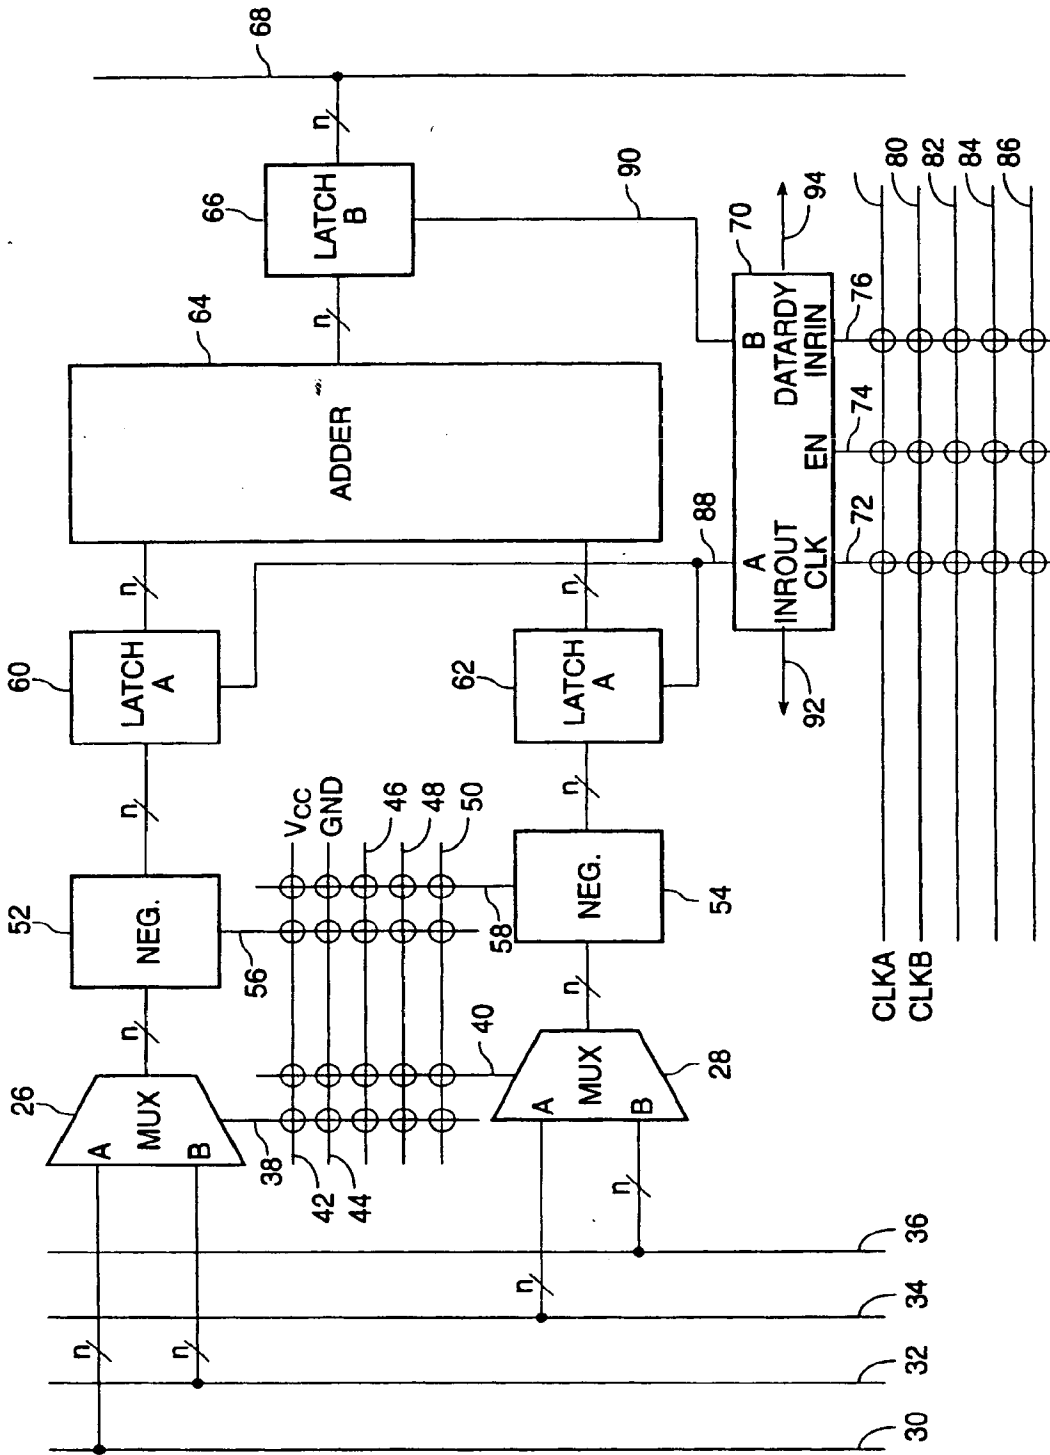 26 52 60
n A n n n
MUX NEG. LATCH
A
n B
64
66
68
56
38
42
44
ADDER
n n
LATCH
B
VCC
GND
46
48
50
40
58
62
n A n n
MUX NEG. LATCH
A
n B
28
54
88
90
70
A B
92 INROUT DATARDY 94
CLK EN INRIN
72 74 76
CLKA
CLKB
80
82
84
86
30 32 34 36